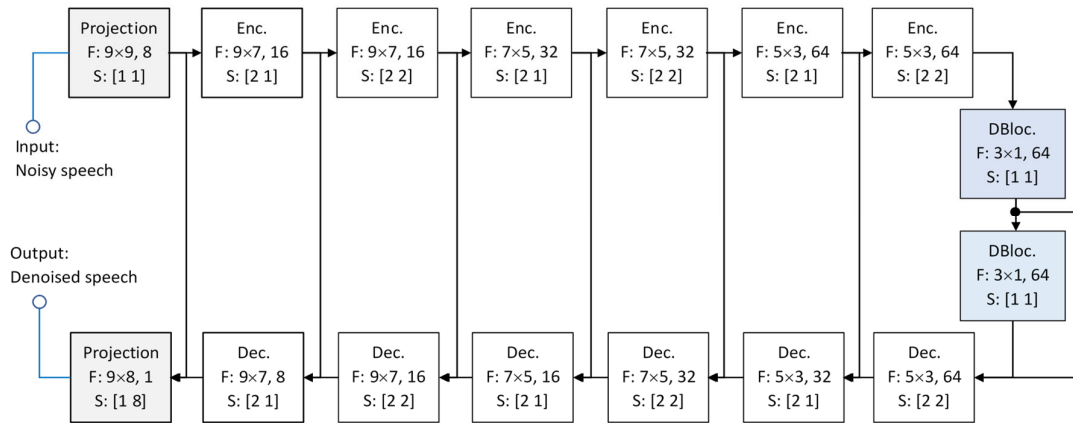 Projection
F: 9×9, 8
S: [1 1]
Enc.
F: 9×7, 16
S: [2 1]
Enc.
F: 9×7, 16
S: [2 2]
Enc.
F: 7×5, 32
S: [2 1]
Enc.
F: 7×5, 32
S: [2 2]
Enc.
F: 5×3, 64
S: [2 1]
Enc.
F: 5×3, 64
S: [2 2]
Input:
Noisy speech
DBloc.
F: 3×1, 64
S: [1 1]
DBloc.
F: 3×1, 64
S: [1 1]
Output:
Denoised speech
Projection
F: 9×8, 1
S: [1 8]
Dec.
F: 9×7, 8
S: [2 1]
Dec.
F: 9×7, 16
S: [2 2]
Dec.
F: 7×5, 16
S: [2 1]
Dec.
F: 7×5, 32
S: [2 2]
Dec.
F: 5×3, 32
S: [2 1]
Dec.
F: 5×3, 64
S: [2 2]